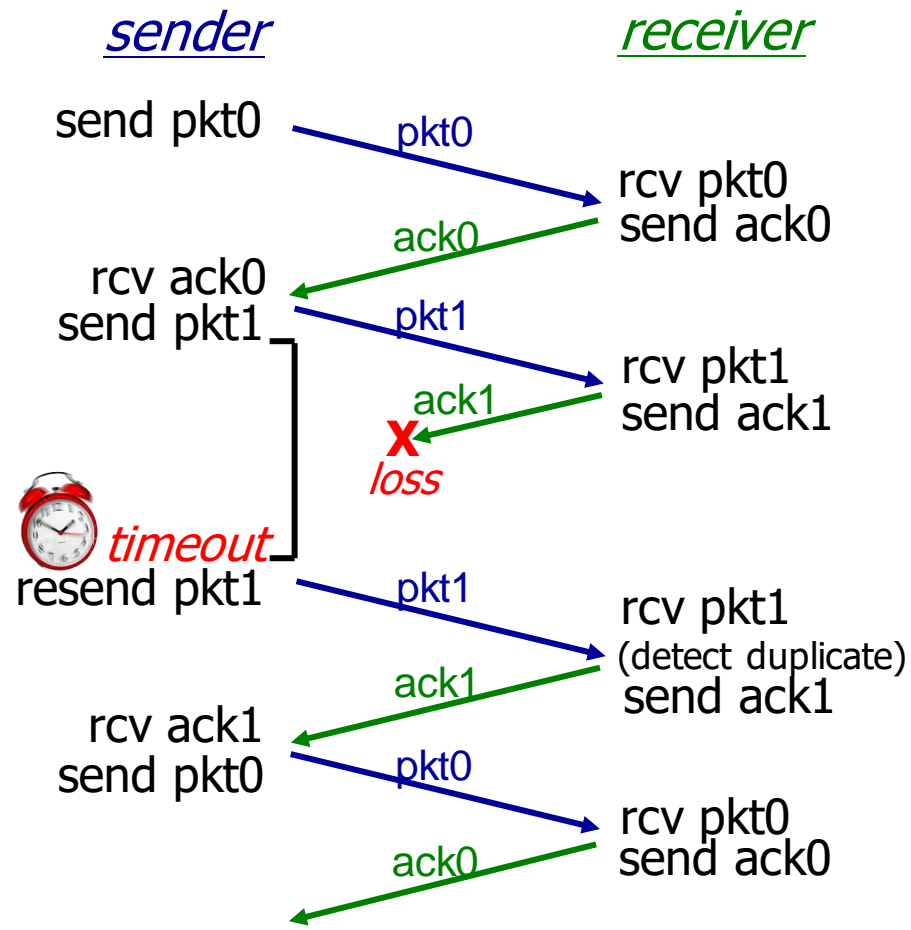 sender receiver
send pkt0
pkt0
rcv pkt0
send ack0
ack0
rcv ack0
send pkt1
pkt1
rcv pkt1
send ack1
ack1
X
loss
timeout
resend pkt1
pkt1
rcv pkt1
(detect duplicate)
send ack1
ack1
rcv ack1
send pkt0
pkt0
rcv pkt0
send ack0
ack0